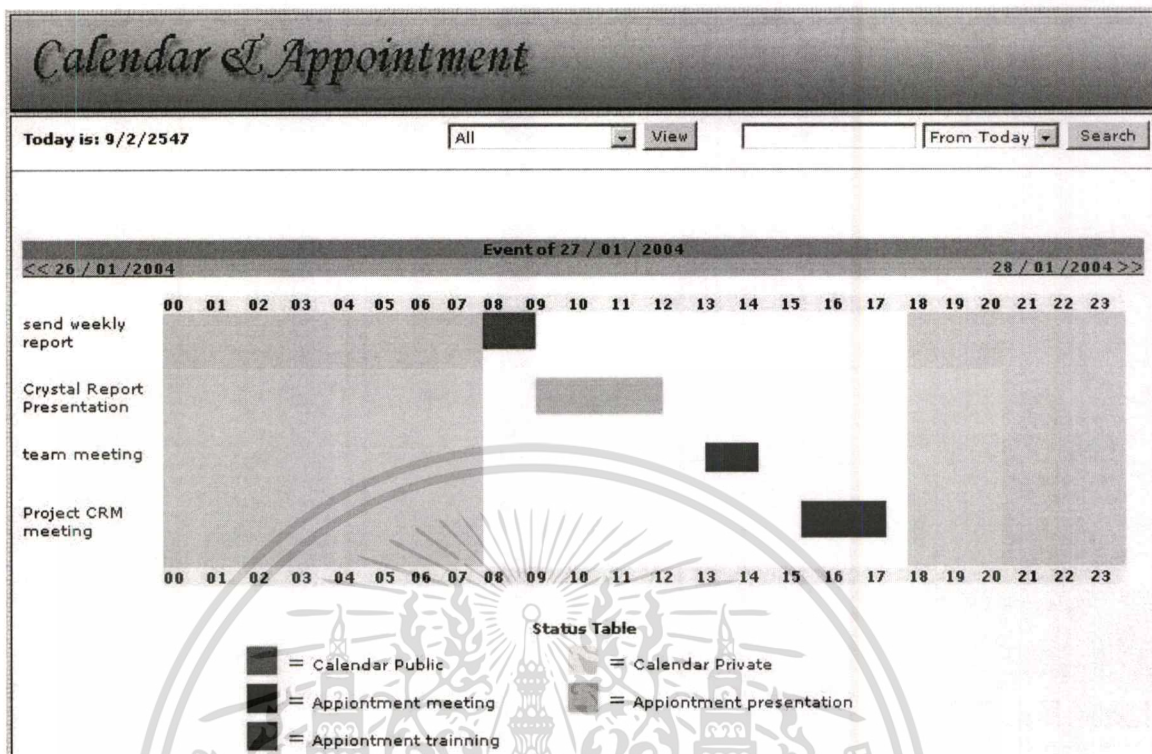 Calendar & Appointment
Today is: 9/2/2547 All View From Today Search
Event of 27 / 01 / 2004
<< 26 / 01 /2004 28 / 01 /2004 >>
00 01 02 03 04 05 06 07 08 09 10 11 12 13 14 15 16 17 18 19 20 21 22 23
send weekly
report
Crystal Report
Presentation
team meeting
Project CRM
meeting
00 01 02 03 04 05 06 07 08 09 10 11 12 13 14 15 16 17 18 19 20 21 22 23
Status Table
= Calendar Public = Calendar Private
= Appiontment meeting = Appiontment presentation
= Appiontment trainning